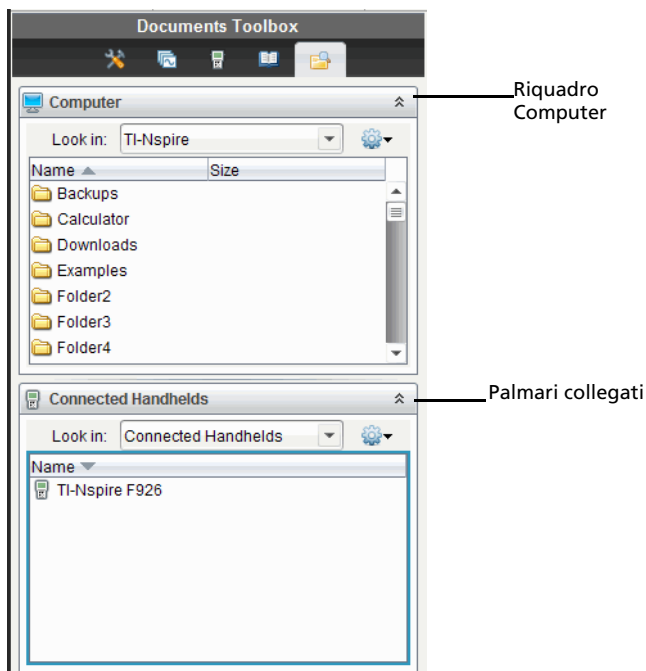 Documents Toolbox
Computer
Riquadro
Computer
Look in: TI-Nspire
Name Size
Backups
Calculator
Downloads
Examples
Folder2
Folder3
Folder4
Connected Handhelds
Palmari collegati
Look in: Connected Handhelds
Name
TI-Nspire F926